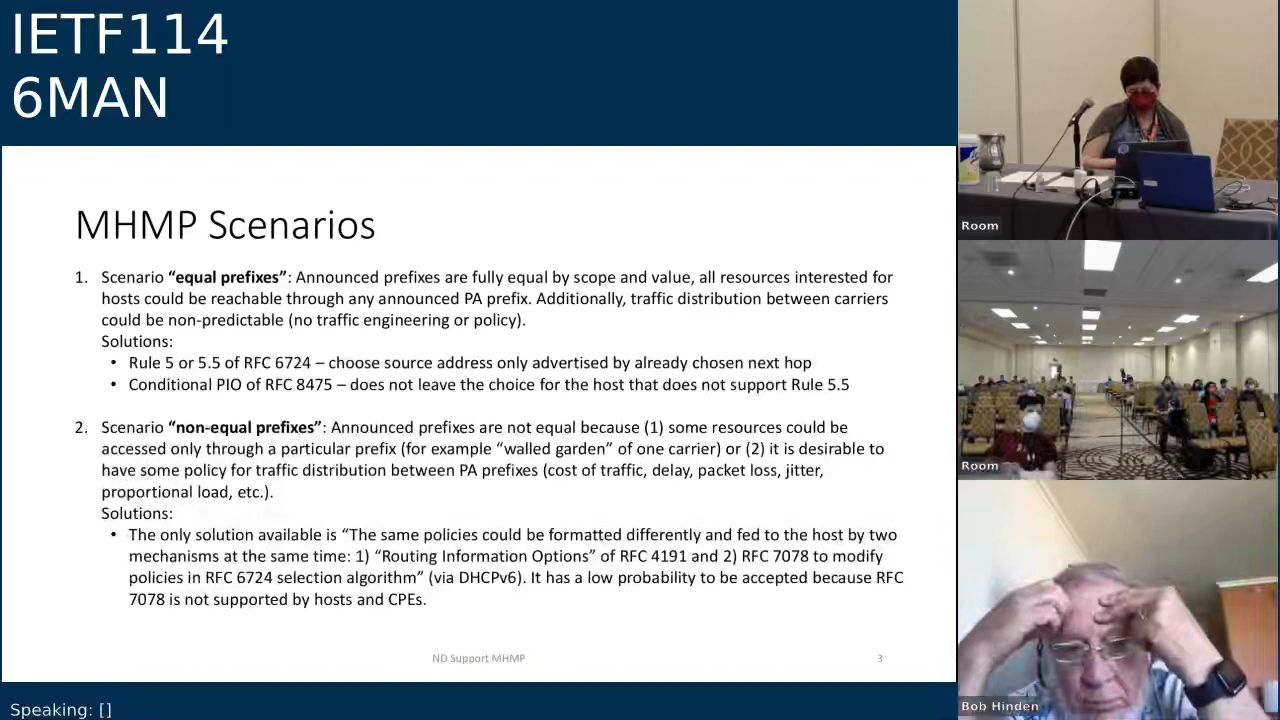 IETF114
6MAN
MHMP Scenarios
1. Scenario “equal prefixes”: Announced prefixes are fully equal by scope and value, all resources interested for
hosts could be reachable through any announced PA prefix. Additionally, traffic distribution between carriers
could be non-predictable (no traffic engineering or policy).
Solutions:
• Rule 5 or 5.5 of RFC 6724 – choose source address only advertised by already chosen next hop
• Conditional PIO of RFC 8475 – does not leave the choice for the host that does not support Rule 5.5
2. Scenario “non-equal prefixes”: Announced prefixes are not equal because (1) some resources could be
accessed only through a particular prefix (for example “walled garden” of one carrier) or (2) it is desirable to
have some policy for traffic distribution between PA prefixes (cost of traffic, delay, packet loss, jitter,
proportional load, etc.).
Solutions:
• The only solution available is “The same policies could be formatted differently and fed to the host by two
mechanisms at the same time: 1) “Routing Information Options” of RFC 4191 and 2) RFC 7078 to modify
policies in RFC 6724 selection algorithm” (via DHCPv6). It has a low probability to be accepted because RFC
7078 is not supported by hosts and CPEs.
ND Support MHMP
3
Speaking: []
Room
Room
Bob Hinden